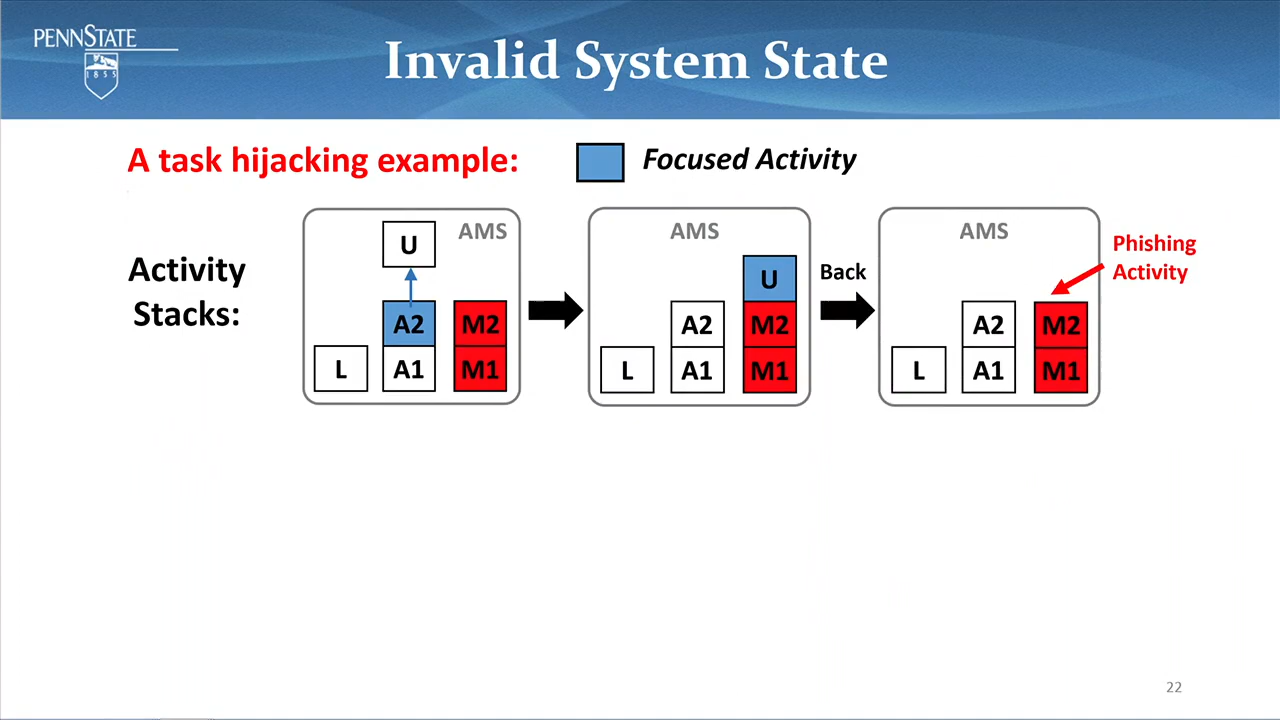 PENNSTATE
1855
Invalid System State
A task hijacking example:
Focused Activity
Activity
Stacks:
AMS
U
A2
M2
L
A1
M1
AMS
U
A2
M2
L
A1
M1
Back
AMS
A2
M2
L
A1
M1
Phishing
Activity
22